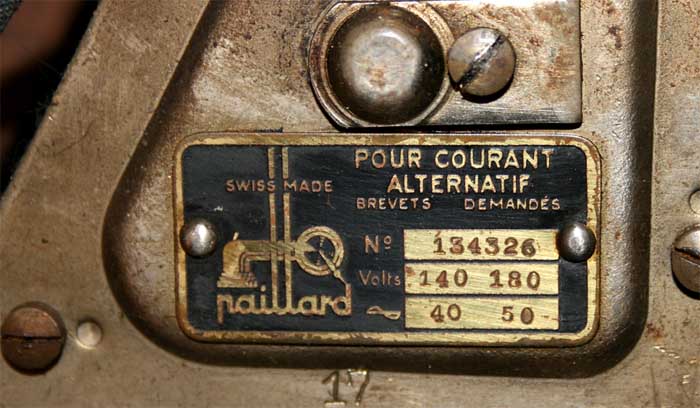 POUR COURANT
ALTERNATIF
SWISS MADE
BREVETS DEMANDÉS
Nº 134326
Volts 140 180
~ 40 50
paillard
17